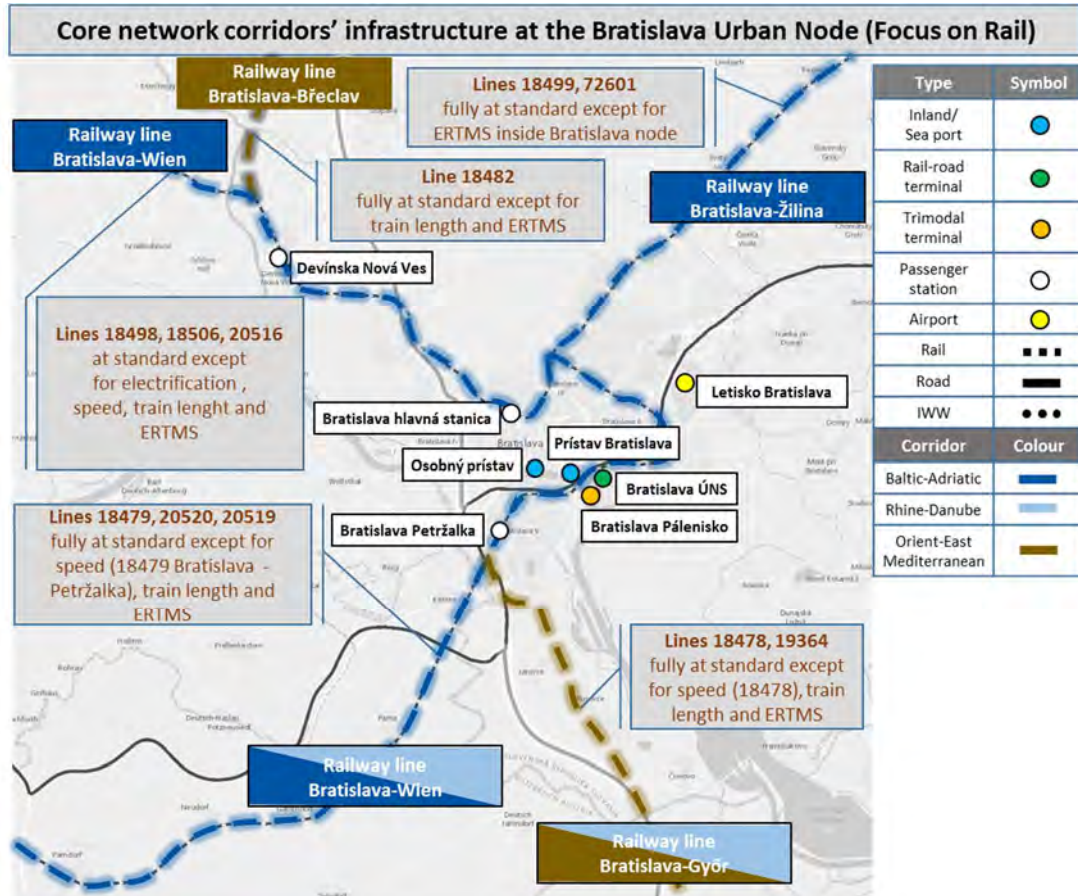 Core network corridors' infrastructure at the Bratislava Urban Node (Focus on Rail)
Railway line
Bratislava-Břeclav
Lines 18499, 72601
fully at standard except for
ERTMS inside Bratislava node
Railway line
Bratislava-Wien
Line 18482
fully at standard except for
train length and ERTMS
Railway line
Bratislava-Žilina
Devínska Nová Ves
Lines 18498, 18506, 20516
at standard except
for electrification ,
speed, train lenght and
ERTMS
Letisko Bratislava
Bratislava hlavná stanica
Bratislava
Prístav Bratislava
Osobný prístav
Bratislava ÚNS
Bratislava Pálenisko
Bratislava Petržalka
Lines 18479, 20520, 20519
fully at standard except for
speed (18479 Bratislava -
Petržalka), train length and
ERTMS
Lines 18478, 19364
fully at standard except
for speed (18478), train
length and ERTMS
Railway line
Bratislava-Wien
Railway line
Bratislava-Győr
Type Symbol
Inland/
Sea port
Rail-road
terminal
Trimodal
terminal
Passenger
station
Airport
Rail
Road
IWW
Corridor Colour
Baltic-Adriatic
Rhine-Danube
Orient-East
Mediterranean